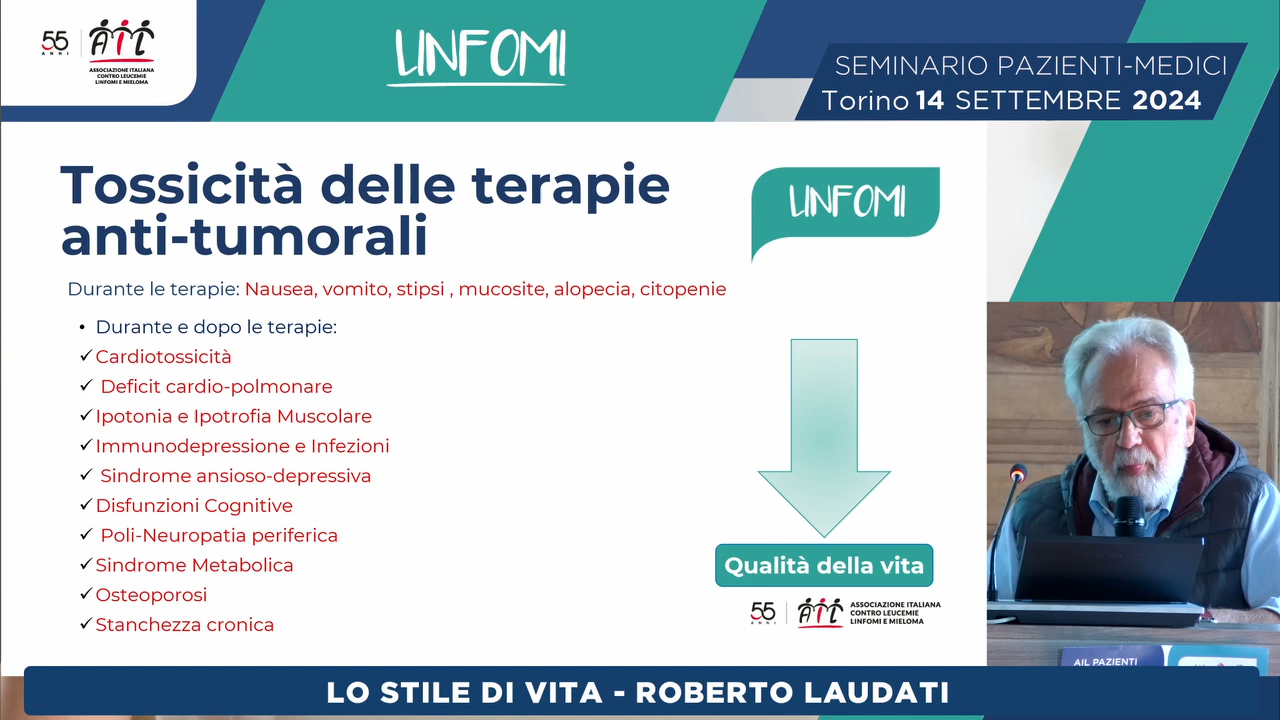 55
ANNI
AIL
ASSOCIAZIONE ITALIANA
CONTRO LEUCEMIE
LINFOMI E MIELOMA
LINFOMI
SEMINARIO PAZIENTI-MEDICI
Torino 14 SETTEMBRE 2024
Tossicità delle terapie
anti-tumorali
LINFOMI
Durante le terapie: Nausea, vomito, stipsi , mucosite, alopecia, citopenie
• Durante e dopo le terapie:
✓ Cardiotossicità
✓ Deficit cardio-polmonare
✓ Ipotonia e Ipotrofia Muscolare
✓ Immunodepressione e Infezioni
✓ Sindrome ansioso-depressiva
✓ Disfunzioni Cognitive
✓ Poli-Neuropatia periferica
✓ Sindrome Metabolica
✓ Osteoporosi
✓ Stanchezza cronica
Qualità della vita
55
ANNI
AIL
ASSOCIAZIONE ITALIANA
CONTRO LEUCEMIE
LINFOMI E MIELOMA
AIL PAZIENTI
LO STILE DI VITA - ROBERTO LAUDATI